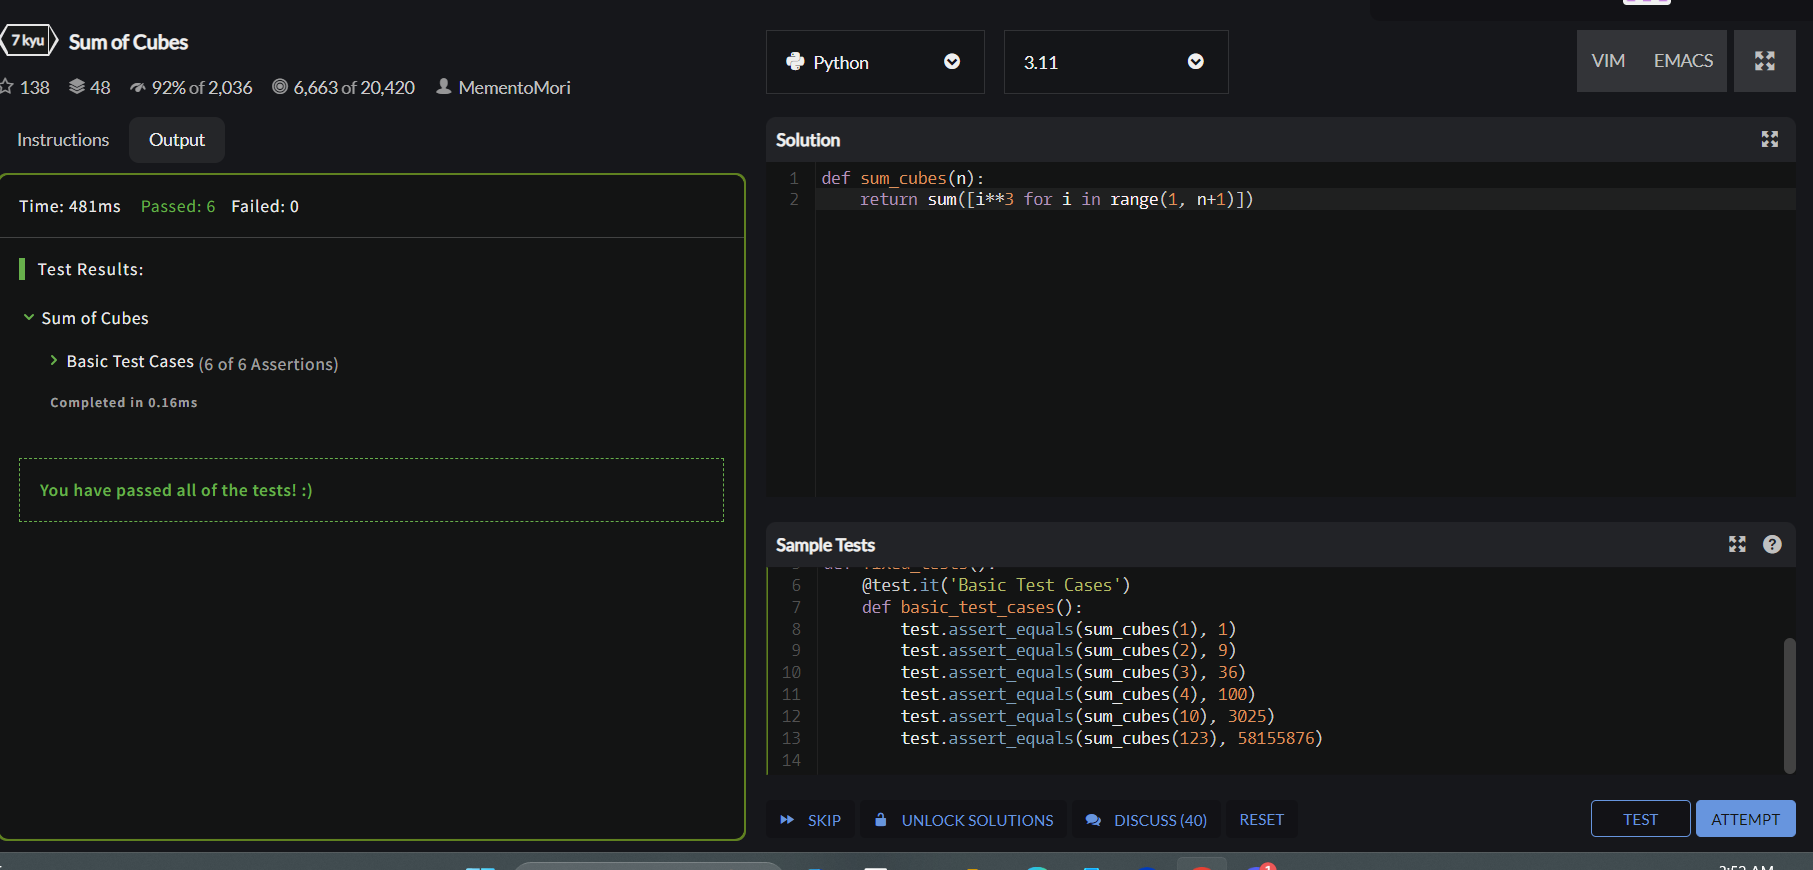 7 kyu Sum of Cubes
138 48 92% of 2,036 6,663 of 20,420 MementoMori
Instructions Output
Time: 481ms Passed: 6 Failed: 0
Test Results:
Sum of Cubes
Basic Test Cases (6 of 6 Assertions)
Completed in 0.16ms
You have passed all of the tests! :)
Python 3.11 VIM EMACS
Solution
1 def sum_cubes(n):
2 return sum([i**3 for i in range(1, n+1)])
Sample Tests ?
6 @test.it('Basic Test Cases')
7 def basic_test_cases():
8 test.assert_equals(sum_cubes(1), 1)
9 test.assert_equals(sum_cubes(2), 9)
10 test.assert_equals(sum_cubes(3), 36)
11 test.assert_equals(sum_cubes(4), 100)
12 test.assert_equals(sum_cubes(10), 3025)
13 test.assert_equals(sum_cubes(123), 58155876)
14
SKIP UNLOCK SOLUTIONS DISCUSS (40) RESET TEST ATTEMPT
1